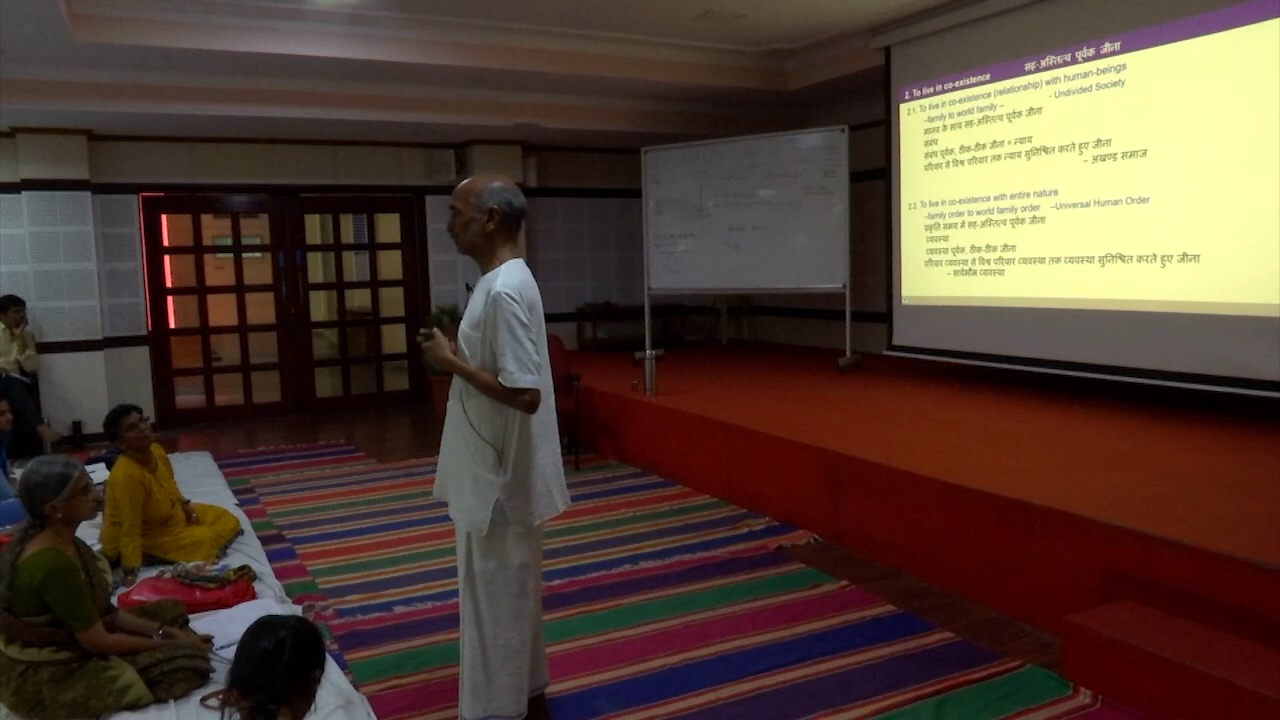 2. To live in co-existence सह-अस्तित्व पूर्वक जीना
2.1. To live in co-existence (relationship) with human-beings
–family to world family – - Undivided Society
मानव के साथ सह-अस्तित्व पूर्वक जीना
संबंध
संबंध पूर्वक, ठीक-ठीक जीना = न्याय
परिवार से विश्व परिवार तक न्याय सुनिश्चित करते हुए जीना
– अखण्ड समाज
2.2. To live in co-existence with entire nature
–family order to world family order –Universal Human Order
प्रकृति समग्र में सह-अस्तित्व पूर्वक जीना
व्यवस्था
व्यवस्था पूर्वक, ठीक-ठीक जीना
परिवार व्यवस्था से विश्व परिवार व्यवस्था तक व्यवस्था सुनिश्चित करते हुए जीना
– सार्वभौम व्यवस्था